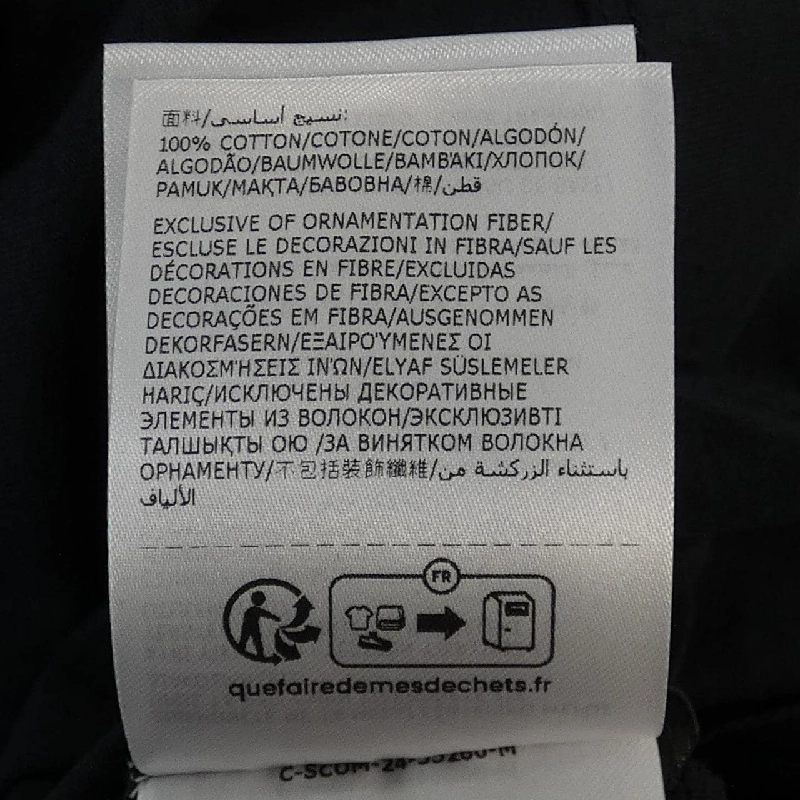 面料/نسيج أساسي:
100% COTTON/COTONE/COTON/ALGODÓN/
ALGODÃO/BAUMWOLLE/ΒΑΜΒΆΚΙ/ХЛОПОК/
PAMUK/МАҚТА/БАВОВНА/棉/قطن
EXCLUSIVE OF ORNAMENTATION FIBER/
ESCLUSE LE DECORAZIONI IN FIBRA/SAUF LES
DÉCORATIONS EN FIBRE/EXCLUIDAS
DECORACIONES DE FIBRA/EXCEPTO AS
DECORAÇÕES EM FIBRA/AUSGENOMMEN
DEKORFASERN/ΕΞΑΙΡΟΎΜΕΝΕΣ ΟΙ
ΔΙΑΚΟΣΜΉΣΕΙΣ ΙΝΏΝ/ELYAF SÜSLEMELER
HARIÇ/ИСКЛЮЧЕНЫ ДЕКОРАТИВНЫЕ
ЭЛЕМЕНТЫ ИЗ ВОЛОКОН/ЭКСКЛЮЗИВТІ
ТАЛШЫҚТЫ ОЮ /ЗА ВИНЯТКОМ ВОЛОКНА
ОРНАМЕНТУ/不包括裝飾纖維/باستثناء الزركشة من
الألياف
FR
quefairedemesdechets.fr